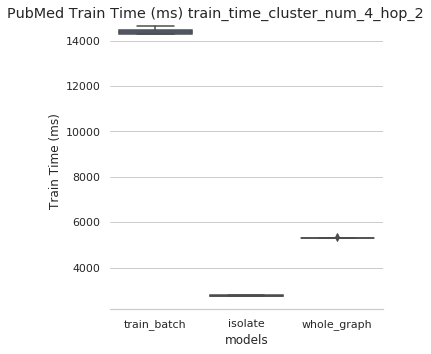 PubMed Train Time (ms) train_time_cluster_num_4_hop_2
14000
12000
10000
8000
6000
4000
Train Time (ms)
train_batch isolate whole_graph
models